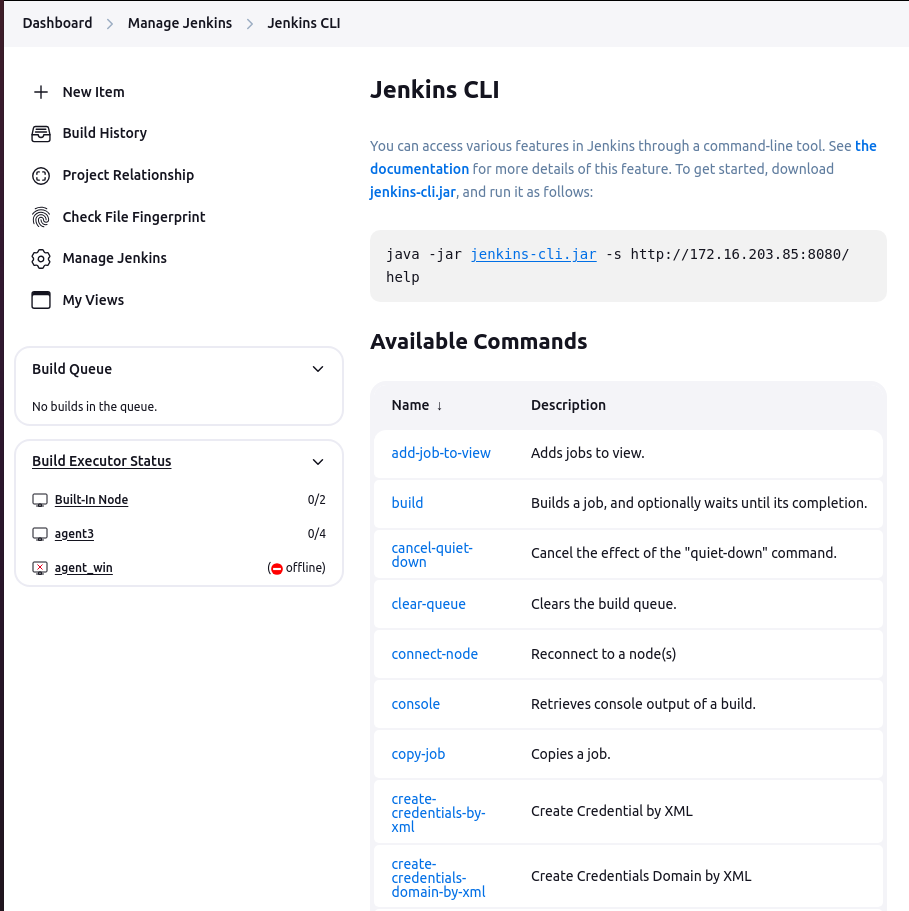 Dashboard > Manage Jenkins > Jenkins CLI
New Item
Build History
Project Relationship
Check File Fingerprint
Manage Jenkins
My Views
Build Queue
No builds in the queue.
Build Executor Status
Built-In Node 0/2
agent3 0/4
agent_win (offline)
Jenkins CLI
You can access various features in Jenkins through a command-line tool. See the
documentation for more details of this feature. To get started, download
jenkins-cli.jar, and run it as follows:
java -jar jenkins-cli.jar -s http://172.16.203.85:8080/
help
Available Commands
Name ↓ Description
add-job-to-view Adds jobs to view.
build Builds a job, and optionally waits until its completion.
cancel-quiet-
down
Cancel the effect of the "quiet-down" command.
clear-queue Clears the build queue.
connect-node Reconnect to a node(s)
console Retrieves console output of a build.
copy-job Copies a job.
create-
credentials-by-
xml
Create Credential by XML
create-
credentials-
domain-by-xml
Create Credentials Domain by XML